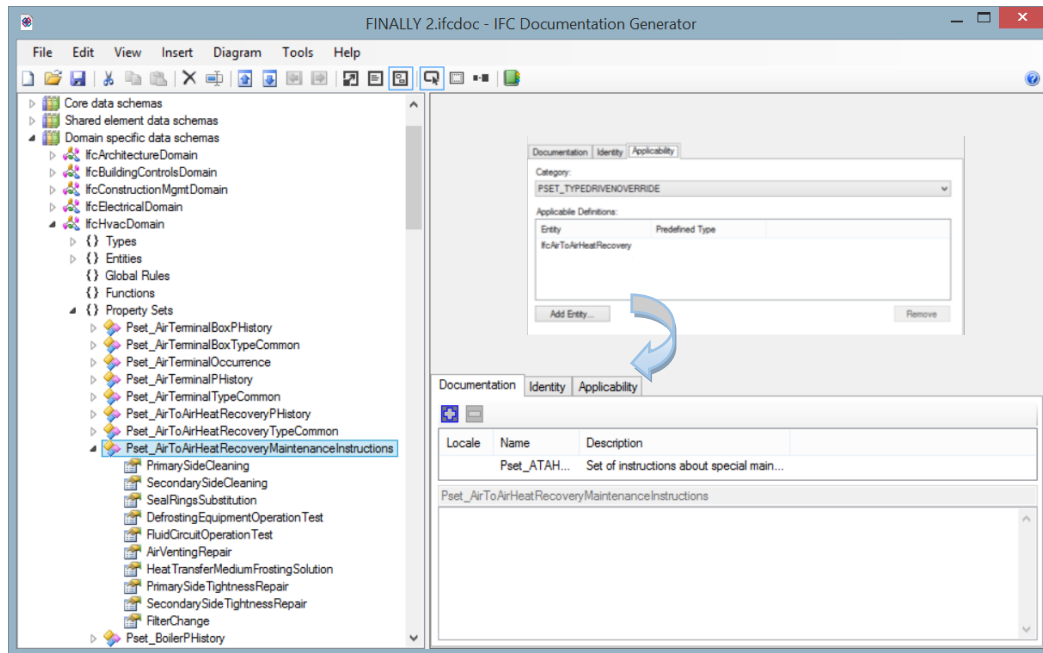 FINALLY 2.ifcdoc - IFC Documentation Generator
File Edit View Insert Diagram Tools Help
Core data schemas
Shared element data schemas
Domain specific data schemas
IfcArchitectureDomain
IfcBuildingControlsDomain
IfcConstructionMgmtDomain
IfcElectricalDomain
IfcHvacDomain
{ } Types
{ } Entities
{ } Global Rules
{ } Functions
{ } Property Sets
Pset_AirTerminalBoxPHistory
Pset_AirTerminalBoxTypeCommon
Pset_AirTerminalOccurrence
Pset_AirTerminalPHistory
Pset_AirTerminalTypeCommon
Pset_AirToAirHeatRecoveryPHistory
Pset_AirToAirHeatRecoveryTypeCommon
Pset_AirToAirHeatRecoveryMaintenanceInstructions
PrimarySideCleaning
SecondarySideCleaning
SealRingsSubstitution
DefrostingEquipmentOperationTest
FluidCircuitOperationTest
AirVentingRepair
HeatTransferMediumFrostingSolution
PrimarySideTightnessRepair
SecondarySideTightnessRepair
FilterChange
Pset_BoilerPHistory
Documentation Identity Applicability
Category:
PSET_TYPEDRIVENOVERRIDE
Applicable Definitions:
Entity Predefined Type
IfcAirToAirHeatRecovery
Add Entity... Remove
Documentation Identity Applicability
Locale Name Description
Pset_ATAH... Set of instructions about special main...
Pset_AirToAirHeatRecoveryMaintenanceInstructions